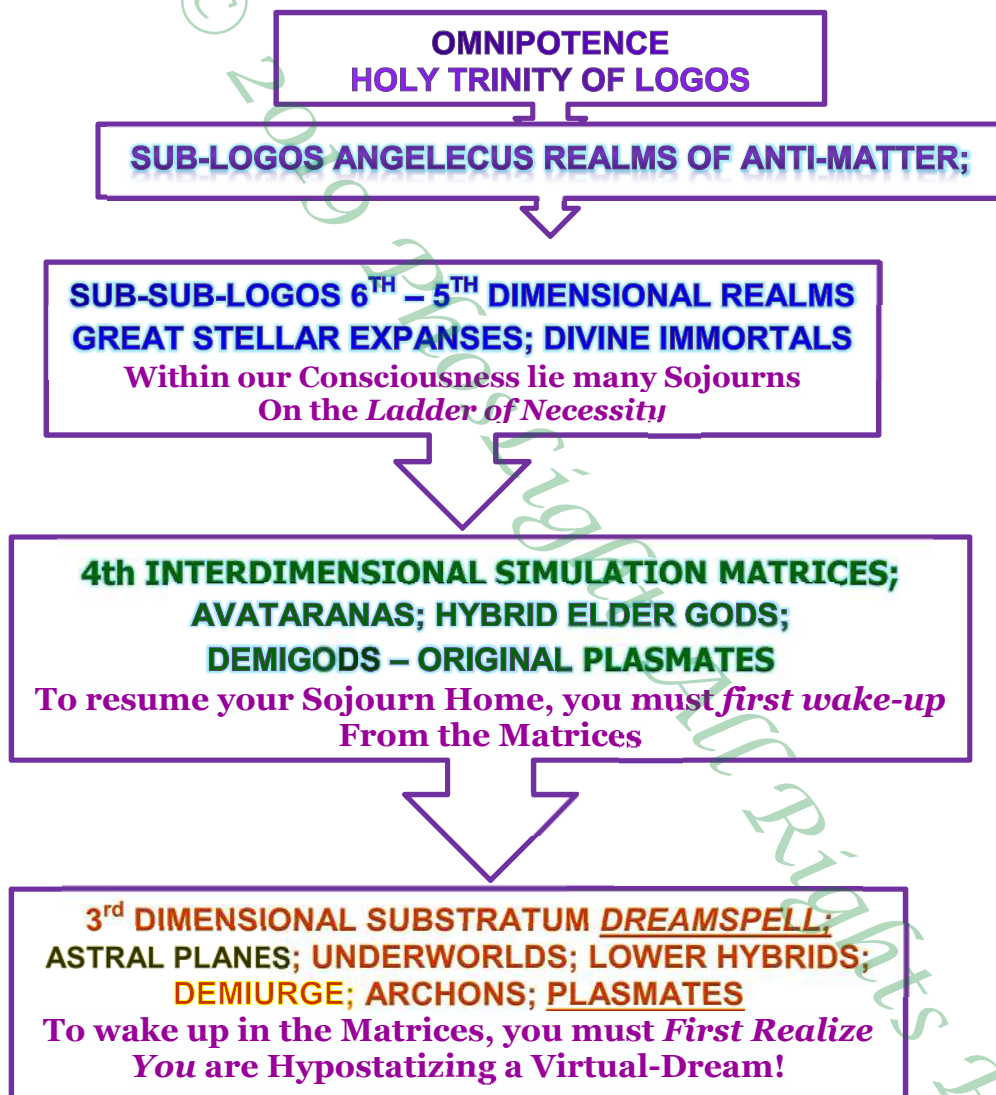 OMNIPOTENCE
HOLY TRINITY OF LOGOS
SUB-LOGOS ANGELECUS REALMS OF ANTI-MATTER;
SUB-SUB-LOGOS 6TH – 5TH DIMENSIONAL REALMS
GREAT STELLAR EXPANSES; DIVINE IMMORTALS
Within our Consciousness lie many Sojourns
On the Ladder of Necessity
4th INTERDIMENSIONAL SIMULATION MATRICES;
AVATARANAS; HYBRID ELDER GODS;
DEMIGODS – ORIGINAL PLASMATES
To resume your Sojourn Home, you must first wake-up
From the Matrices
3rd DIMENSIONAL SUBSTRATUM DREAMSPELL;
ASTRAL PLANES; UNDERWORLDS; LOWER HYBRIDS;
DEMIURGE; ARCHONS; PLASMATES
To wake up in the Matrices, you must First Realize
You are Hypostatizing a Virtual-Dream!
© 2019 PhosLight All Rights